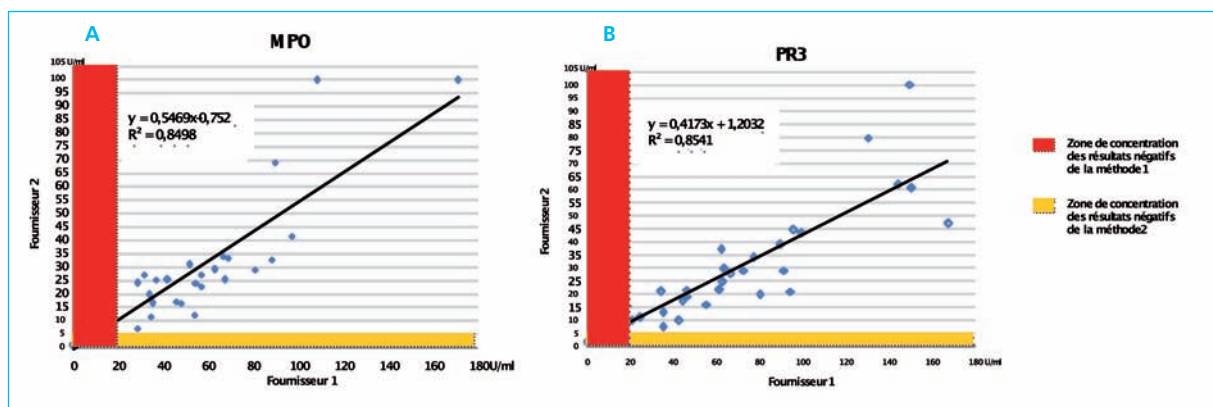 A
MPO
105 U/ml
100
95
90
85
80
75
70
65
60
55
50
45
40
35
30
25
20
15
10
5
0
Fournisseur 2
y = 0,5469x-0,752
R² = 0,8498
0 20 40 60 80 100 120 140 160 180U/ml
Fournisseur 1
B
PR3
105 U/ml
100
95
90
85
80
75
70
65
60
55
50
45
40
35
30
25
20
15
10
5
0
Fournisseur 2
y = 0,4173x + 1,2032
R² = 0,8541
0 20 40 60 80 100 120 140 160 180U/ml
Fournisseur 1
Zone de concentration
des résultats négatifs
de la méthode 1
Zone de concentration
des résultats négatifs
de la méthode2